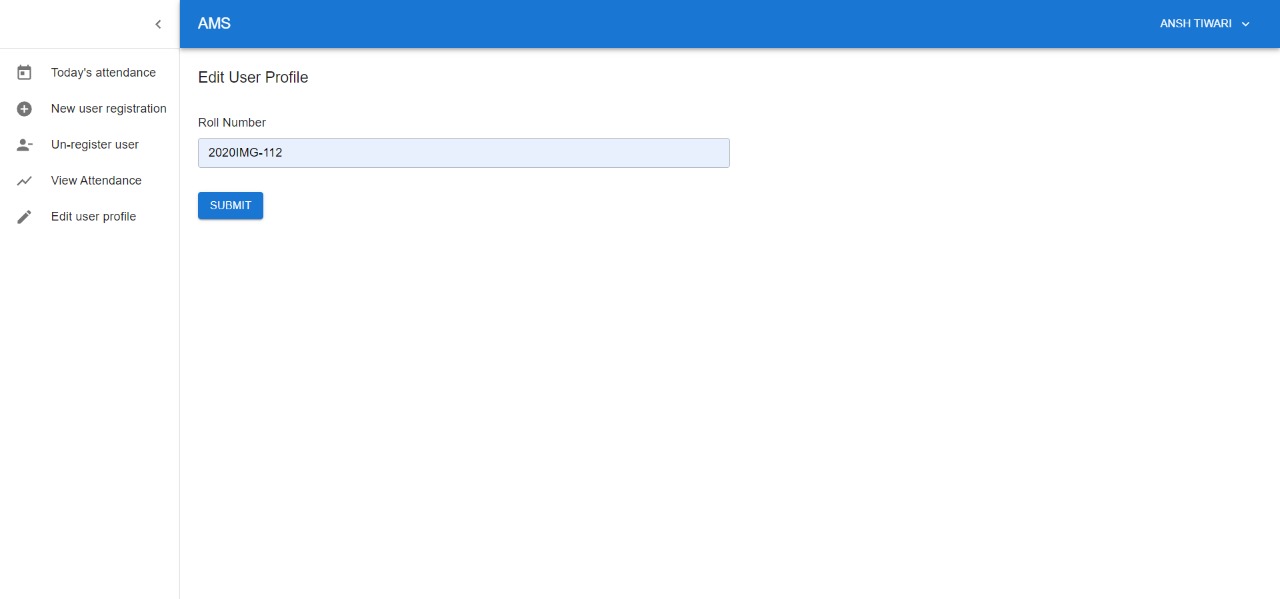 AMS
ANSH TIWARI
Today's attendance
New user registration
Un-register user
View Attendance
Edit user profile
Edit User Profile
Roll Number
2020IMG-112
SUBMIT